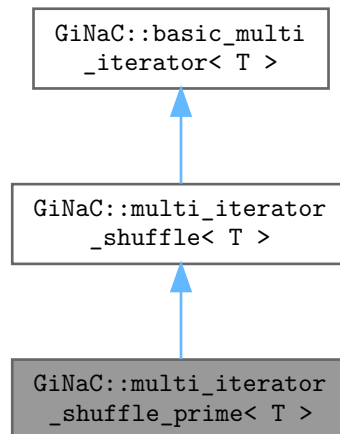 GiNaC::basic_multi
_iterator< T >
GiNaC::multi_iterator
_shuffle< T >
GiNaC::multi_iterator
_shuffle_prime< T >